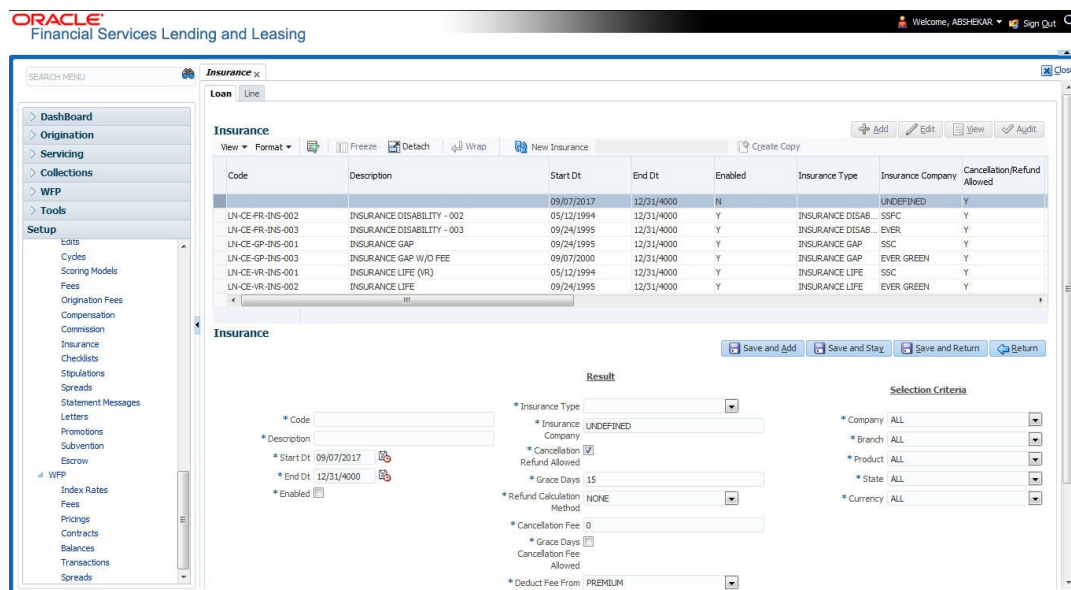 ORACLE
Financial Services Lending and Leasing
Welcome, ABSHEKAR
Sign Out
SEARCH MENU
DashBoard
Origination
Servicing
Collections
WFP
Tools
Setup
Edits
Cycles
Scoring Models
Fees
Origination Fees
Compensation
Commission
Insurance
Checklists
Stipulations
Spreads
Statement Messages
Letters
Promotions
Subvention
Escrow
WFP
Index Rates
Fees
Pricings
Contracts
Balances
Transactions
Spreads
Insurance x
Close
Loan Line
Insurance
Add Edit View Audit
View Format Freeze Detach Wrap New Insurance Create Copy
Code Description Start Dt End Dt Enabled Insurance Type Insurance Company Cancellation/Refund Allowed
09/07/2017 12/31/4000 N UNDEFINED Y
LN-CE-FR-INS-002 INSURANCE DISABILITY - 002 05/12/1994 12/31/4000 Y INSURANCE DISAB... SSFC Y
LN-CE-FR-INS-003 INSURANCE DISABILITY - 003 09/24/1995 12/31/4000 Y INSURANCE DISAB... EVER Y
LN-CE-GP-INS-001 INSURANCE GAP 09/24/1995 12/31/4000 Y INSURANCE GAP SSC Y
LN-CE-GP-INS-003 INSURANCE GAP W/O FEE 09/07/2000 12/31/4000 Y INSURANCE GAP EVER GREEN Y
LN-CE-VR-INS-001 INSURANCE LIFE (VR) 05/12/1994 12/31/4000 Y INSURANCE LIFE SSC Y
LN-CE-VR-INS-002 INSURANCE LIFE 09/24/1995 12/31/4000 Y INSURANCE LIFE EVER GREEN Y
Insurance
Save and Add Save and Stay Save and Return Return
* Code
* Description
* Start Dt 09/07/2017
* End Dt 12/31/4000
* Enabled
Result
* Insurance Type
* Insurance Company UNDEFINED
* Cancellation Refund Allowed
* Grace Days 15
* Refund Calculation Method NONE
* Cancellation Fee 0
* Grace Days Cancellation Fee Allowed
* Deduct Fee From PREMIUM
Selection Criteria
* Company ALL
* Branch ALL
* Product ALL
* State ALL
* Currency ALL